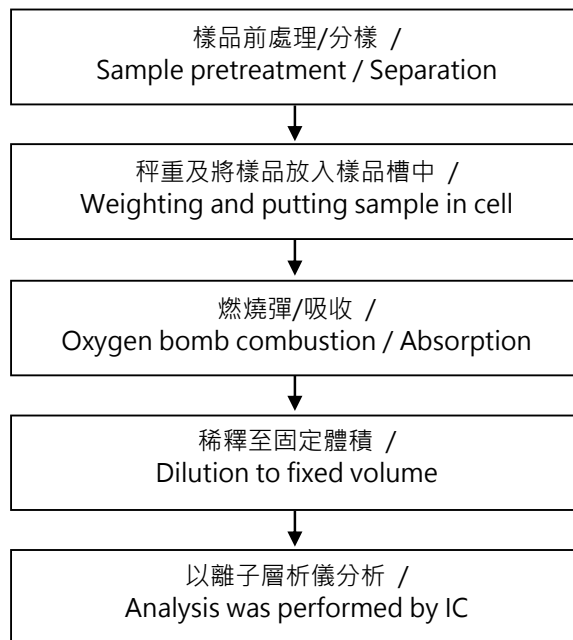 樣品前處理/分樣 /
Sample pretreatment / Separation
秤重及將樣品放入樣品槽中 /
Weighting and putting sample in cell
燃燒彈/吸收 /
Oxygen bomb combustion / Absorption
稀釋至固定體積 /
Dilution to fixed volume
以離子層析儀分析 /
Analysis was performed by IC